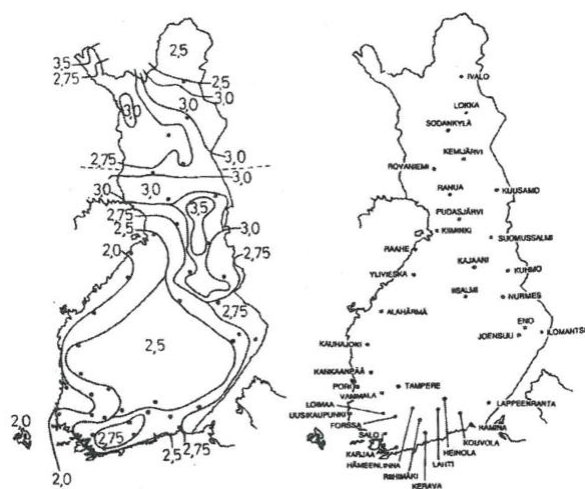 2,5
3,5
2,75
2,5
3,0
3,0
3,0
3,0
2,75
3,0
3,0
3,0
2,75
3,5
2,5
3,0
2,0
2,75
2,75
2,5
2,0
2,75
2,75
2,5
2,0
IVALO
LOKKA
SODANKYLÄ
KEMIJÄRVI
ROVANIEMI
RANUA
KUUSAMO
PUDASJÄRVI
KIIMINKI
SUOMUSSALMI
RAAHE
KAJAANI
YLIVIESKA
KUHMO
IISALMI
NURMES
ALAHÄRMÄ
ENO
JOENSUU
ILOMANTSI
KAUHAJOKI
KANKAANPÄÄ
PORI
TAMPERE
VAMMALA
LOIMAA
LAPPEENRANTA
UUSIKAUPUNKI
FORSSA
HAMINA
SALO
KOUVOLA
KARJAA
HEINOLA
HÄMEENLINNA
LAHTI
RIIHIMÄKI
KERAVA